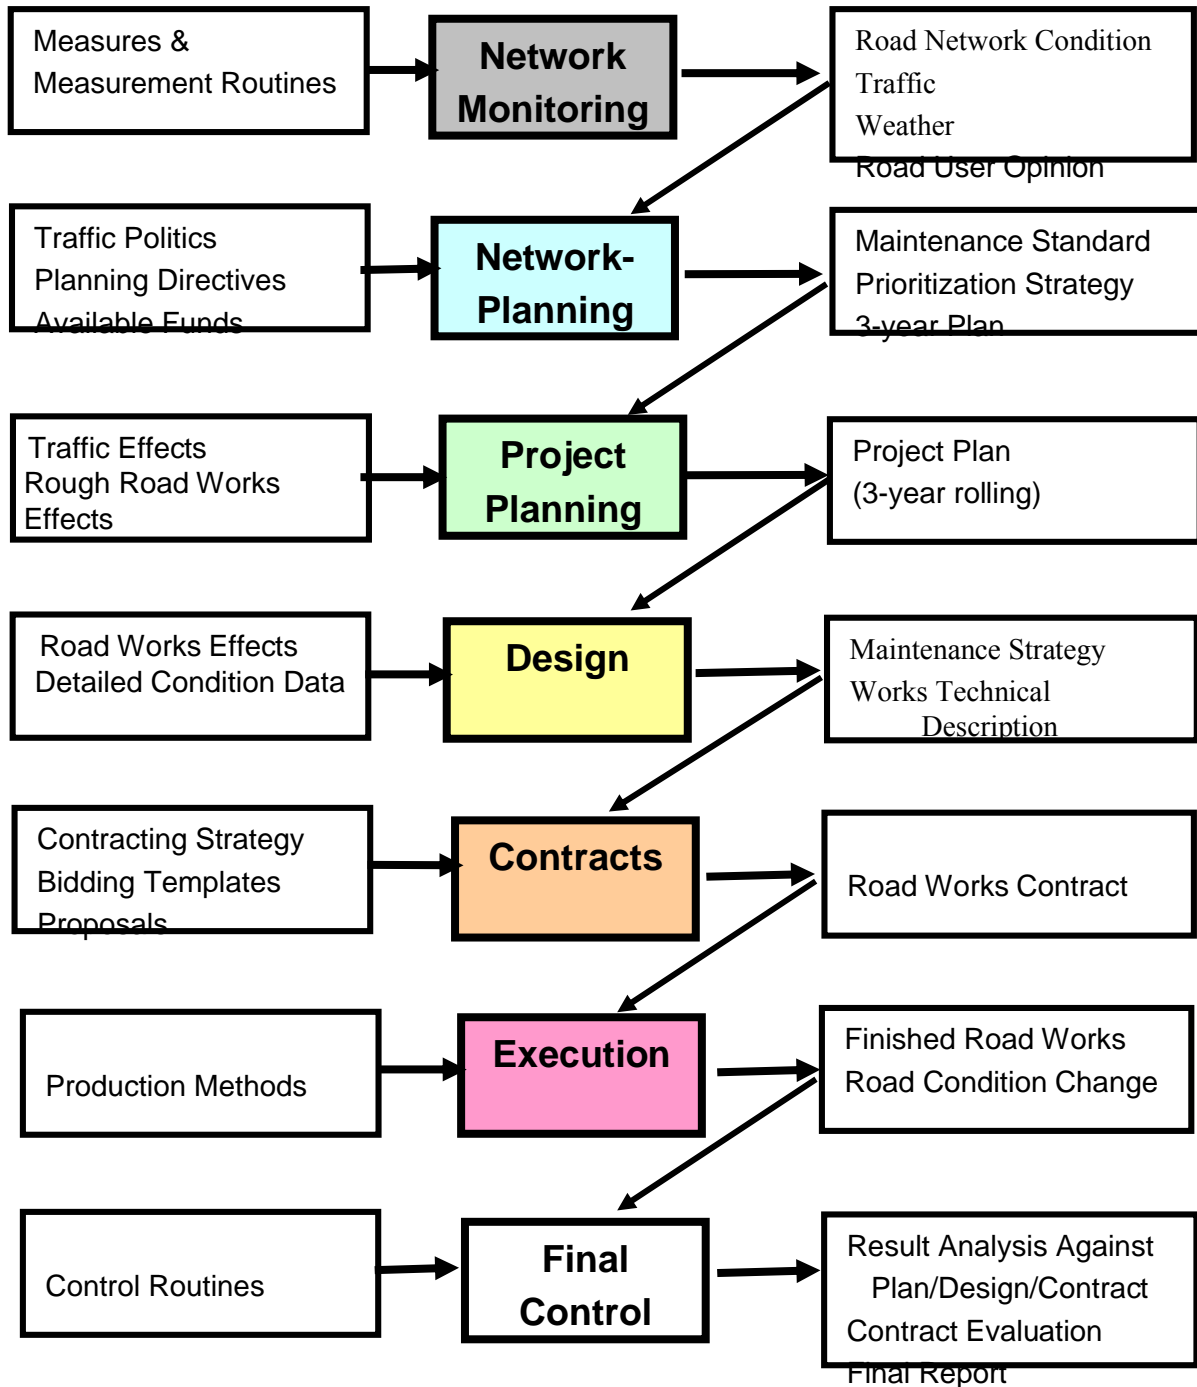 Measures &
Measurement Routines
Network
Monitoring
Road Network Condition
Traffic
Weather
Road User Opinion
Traffic Politics
Planning Directives
Available Funds
Network-
Planning
Maintenance Standard
Prioritization Strategy
3-year Plan
Traffic Effects
Rough Road Works
Effects
Project
Planning
Project Plan
(3-year rolling)
Road Works Effects
Detailed Condition Data
Design
Maintenance Strategy
Works Technical
Description
Contracting Strategy
Bidding Templates
Proposals
Contracts
Road Works Contract
Production Methods
Execution
Finished Road Works
Road Condition Change
Control Routines
Final
Control
Result Analysis Against
Plan/Design/Contract
Contract Evaluation
Final Report